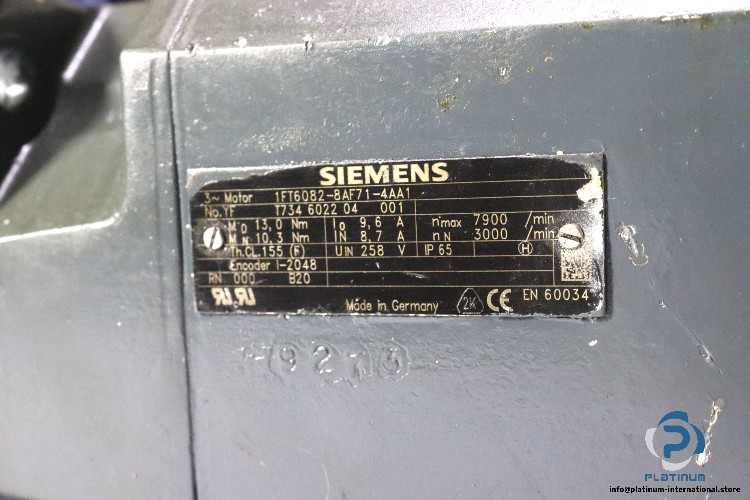 SIEMENS
3~ Motor 1FT6082-8AF71-4AA1
No. YF T734 6022 04 001
M0 13,0 Nm I0 9,6 A nmax 7900 /min
MN 10,3 Nm IN 8,7 A nN 3000 /min
Th.CL.155 (F) UIN 258 V IP 65 (H)
Encoder I-2048
RN 000 B20
Made in Germany 2K CE EN 60034
PLATINUM
info@platinum-international.store